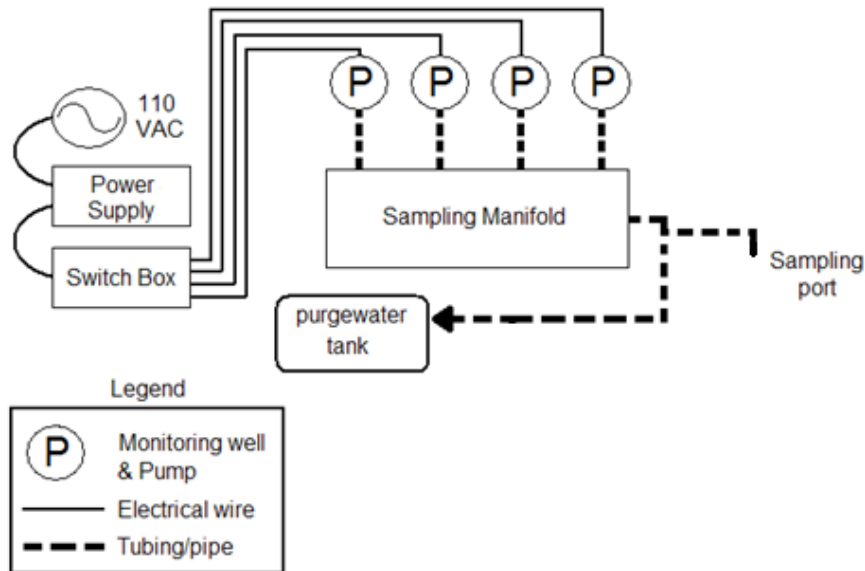 P P P P
110
VAC
Power
Supply
Sampling Manifold
Switch Box
Sampling
port
purgewater
tank
Legend
P
Monitoring well
& Pump
Electrical wire
Tubing/pipe